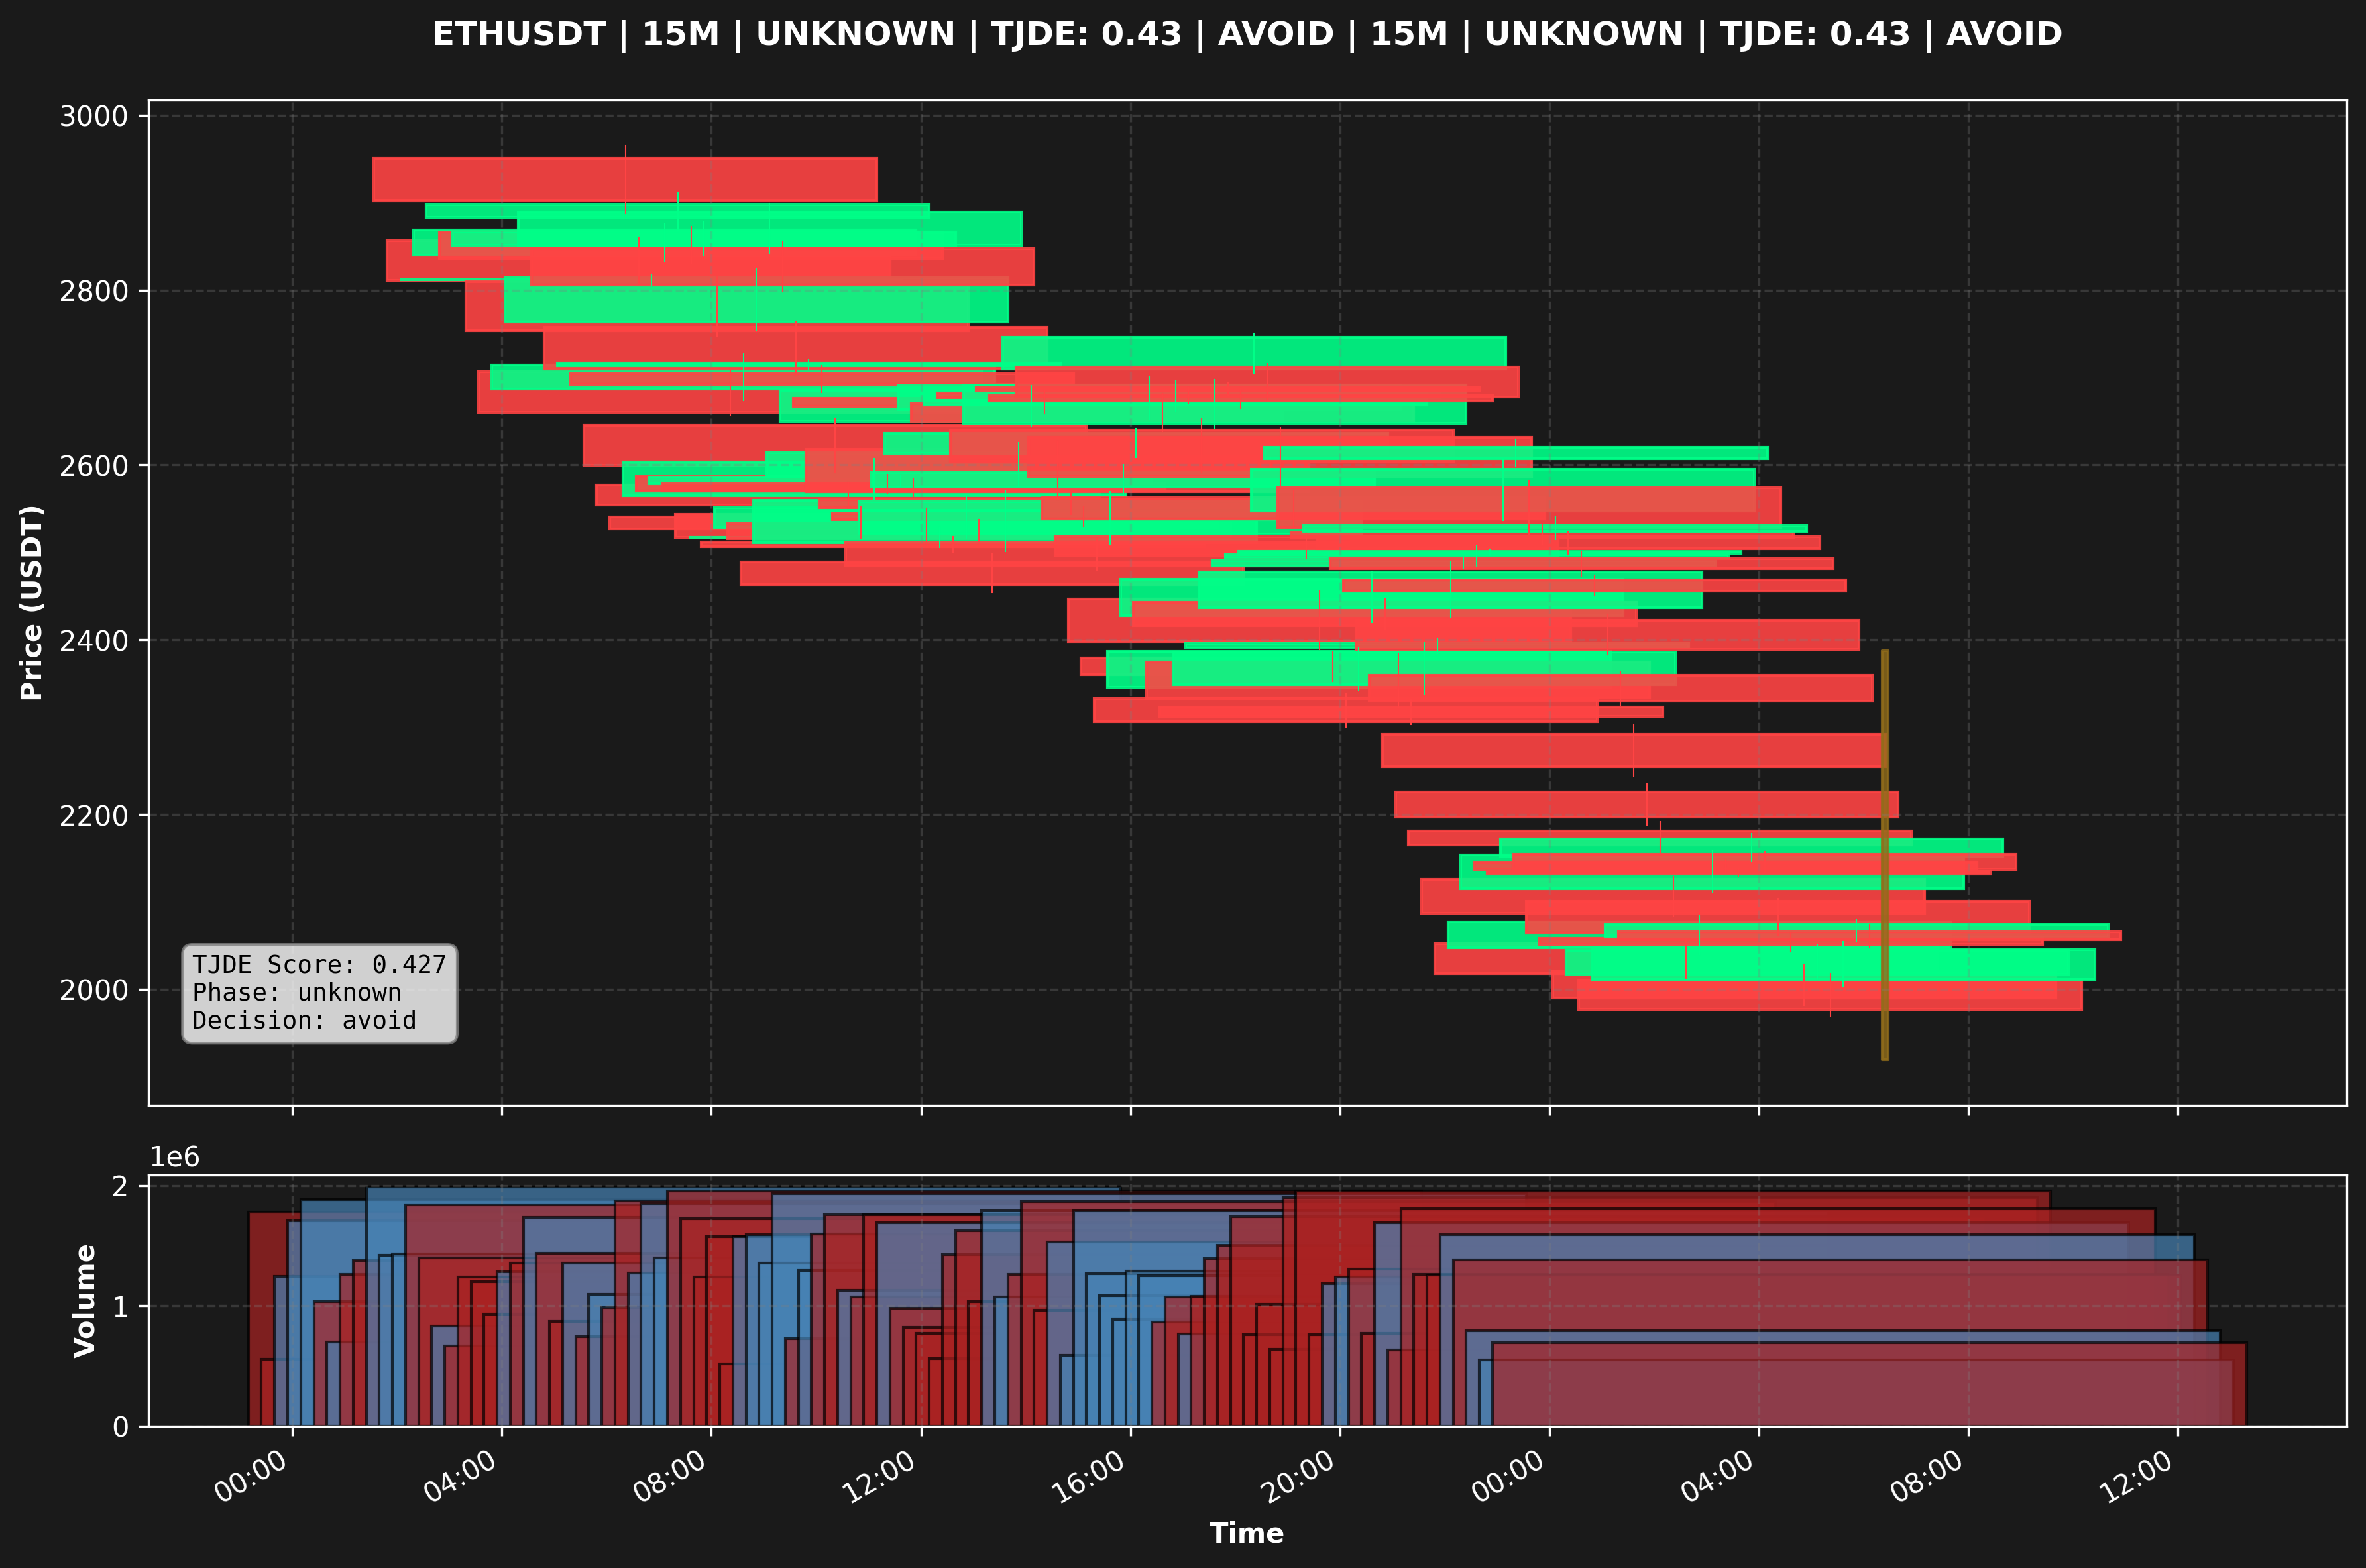 ETHUSDT | 15M | UNKNOWN | TJDE: 0.43 | AVOID | 15M | UNKNOWN | TJDE: 0.43 | AVOID
3000
2800
2600
2400
2200
2000
Price (USDT)
TJDE Score: 0.427
Phase: unknown
Decision: avoid
1e6
2
1
0
Volume
00:00 04:00 08:00 12:00 16:00 20:00 00:00 04:00 08:00 12:00
Time